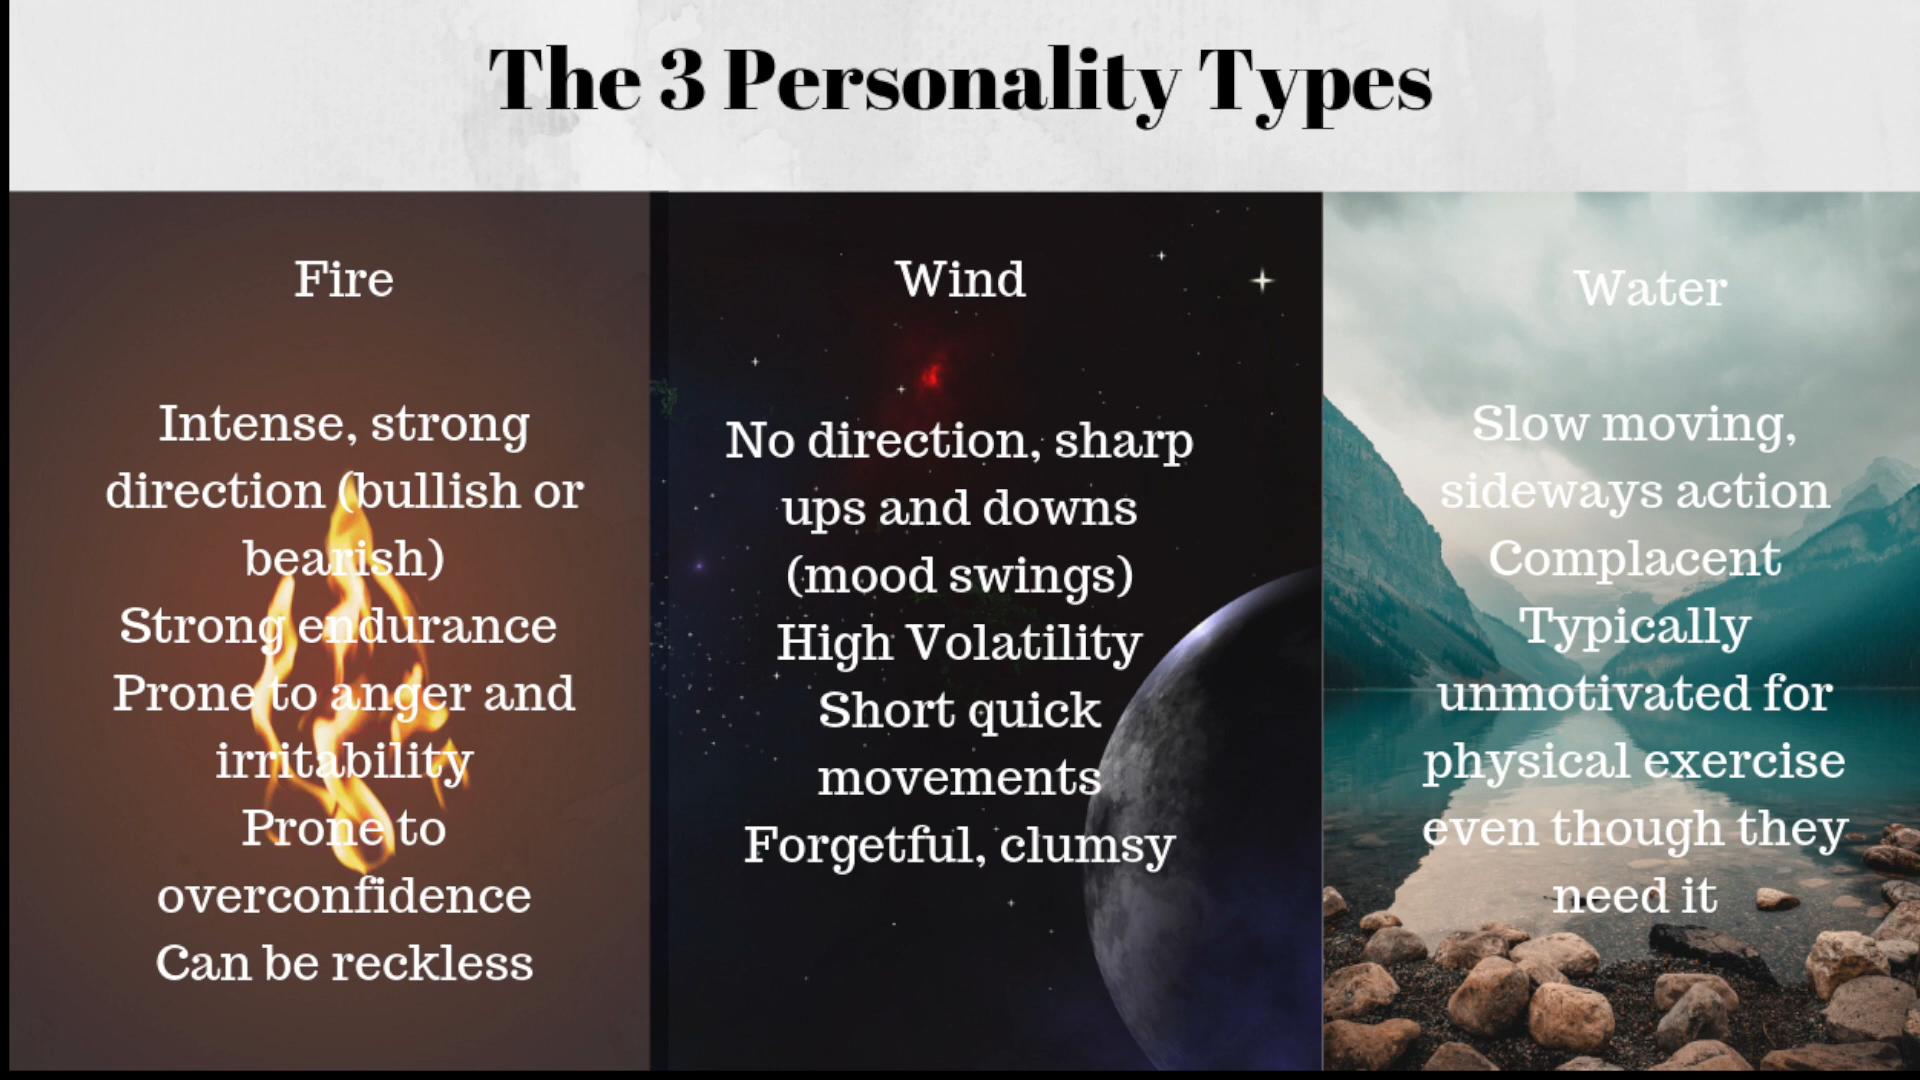 The 3 Personality Types
Fire
Intense, strong
direction (bullish or
bearish)
Strong endurance
Prone to anger and
irritability
Prone to
overconfidence
Can be reckless
Wind
No direction, sharp
ups and downs
(mood swings)
High Volatility
Short quick
movements
Forgetful, clumsy
Water
Slow moving,
sideways action
Complacent
Typically
unmotivated for
physical exercise
even though they
need it